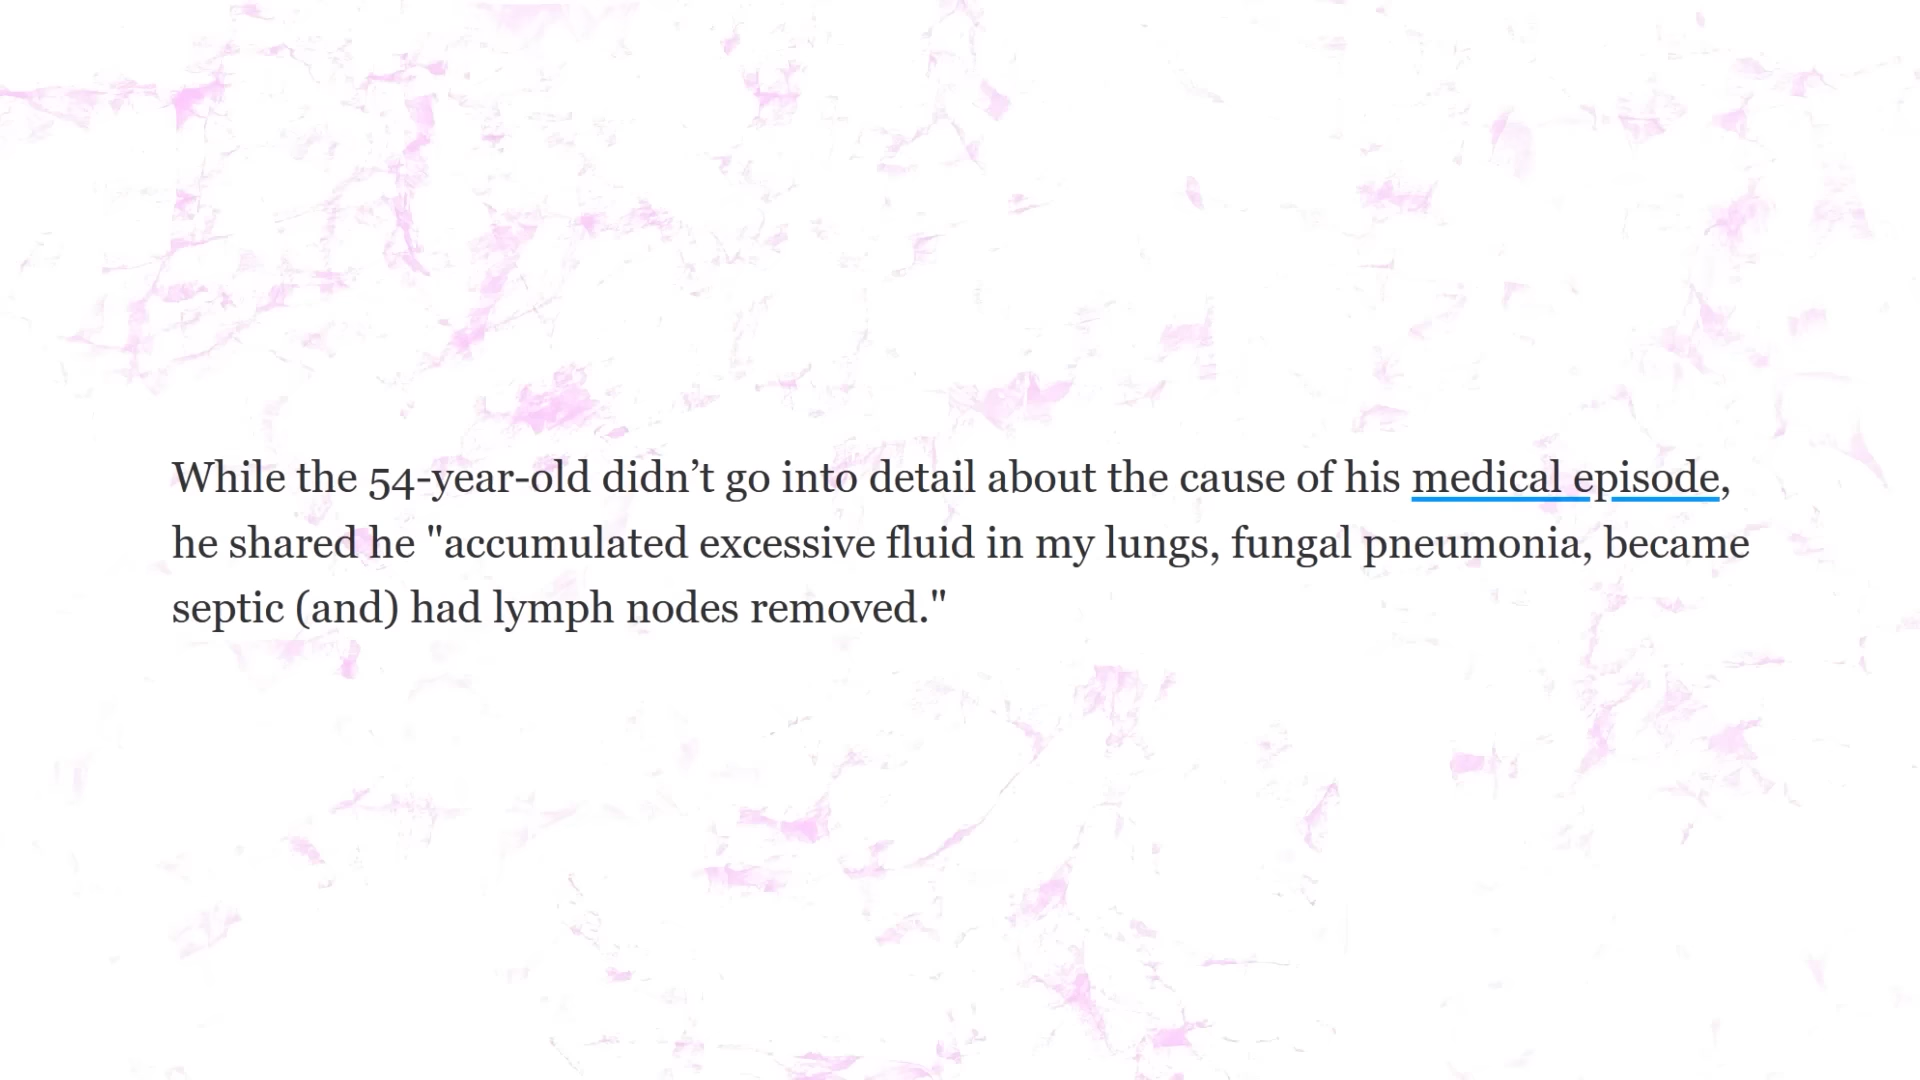 While the 54-year-old didn’t go into detail about the cause of his medical episode,
he shared he "accumulated excessive fluid in my lungs, fungal pneumonia, became
septic (and) had lymph nodes removed."